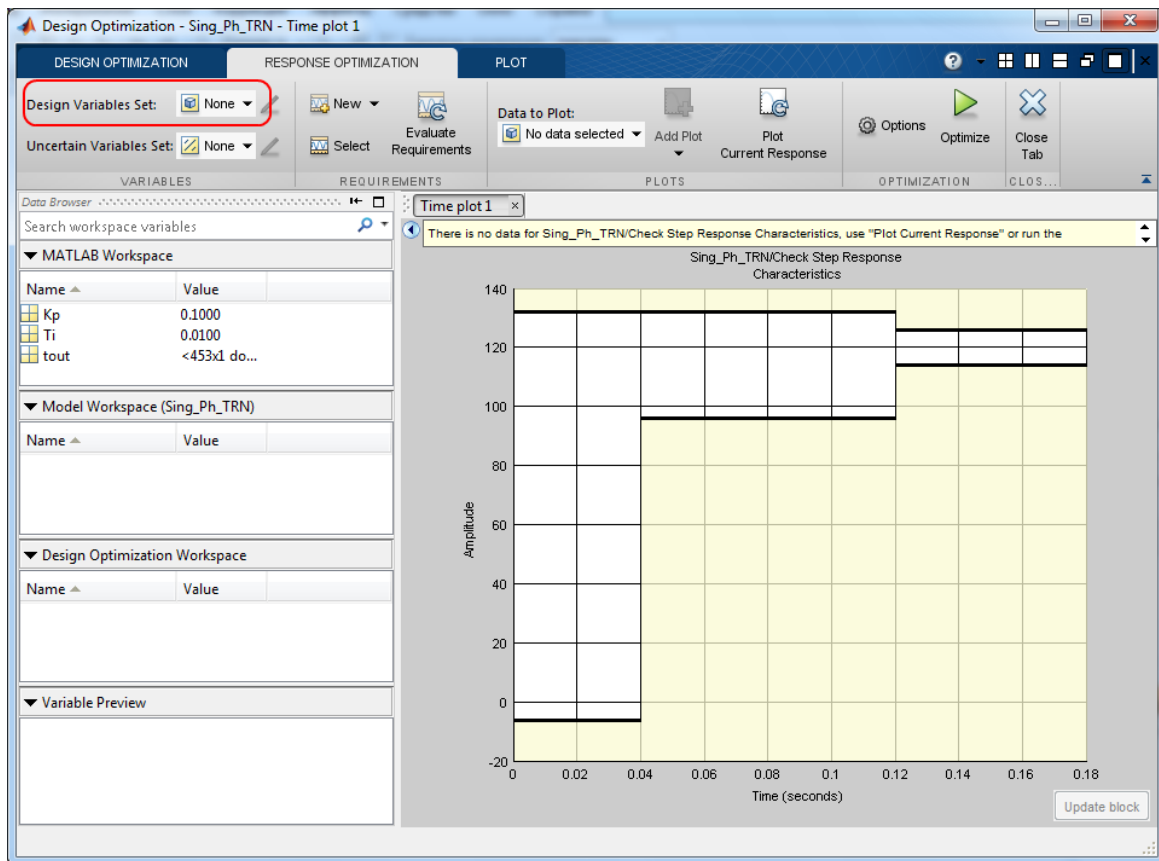 Design Optimization - Sing_Ph_TRN - Time plot 1
DESIGN OPTIMIZATION RESPONSE OPTIMIZATION PLOT
Design Variables Set: None
Uncertain Variables Set: None
VARIABLES
New
Select
Evaluate
Requirements
REQUIREMENTS
Data to Plot:
No data selected
Add Plot
Plot
Current Response
PLOTS
Options
Optimize
OPTIMIZATION
Close
Tab
CLOS...
Data Browser
Search workspace variables
MATLAB Workspace
Name Value
Kp 0.1000
Ti 0.0100
tout <453x1 do...
Model Workspace (Sing_Ph_TRN)
Name Value
Design Optimization Workspace
Name Value
Variable Preview
Time plot 1
There is no data for Sing_Ph_TRN/Check Step Response Characteristics, use "Plot Current Response" or run the
Sing_Ph_TRN/Check Step Response
Characteristics
140
120
100
80
60
40
20
0
-20
Amplitude
0 0.02 0.04 0.06 0.08 0.1 0.12 0.14 0.16 0.18
Time (seconds)
Update block